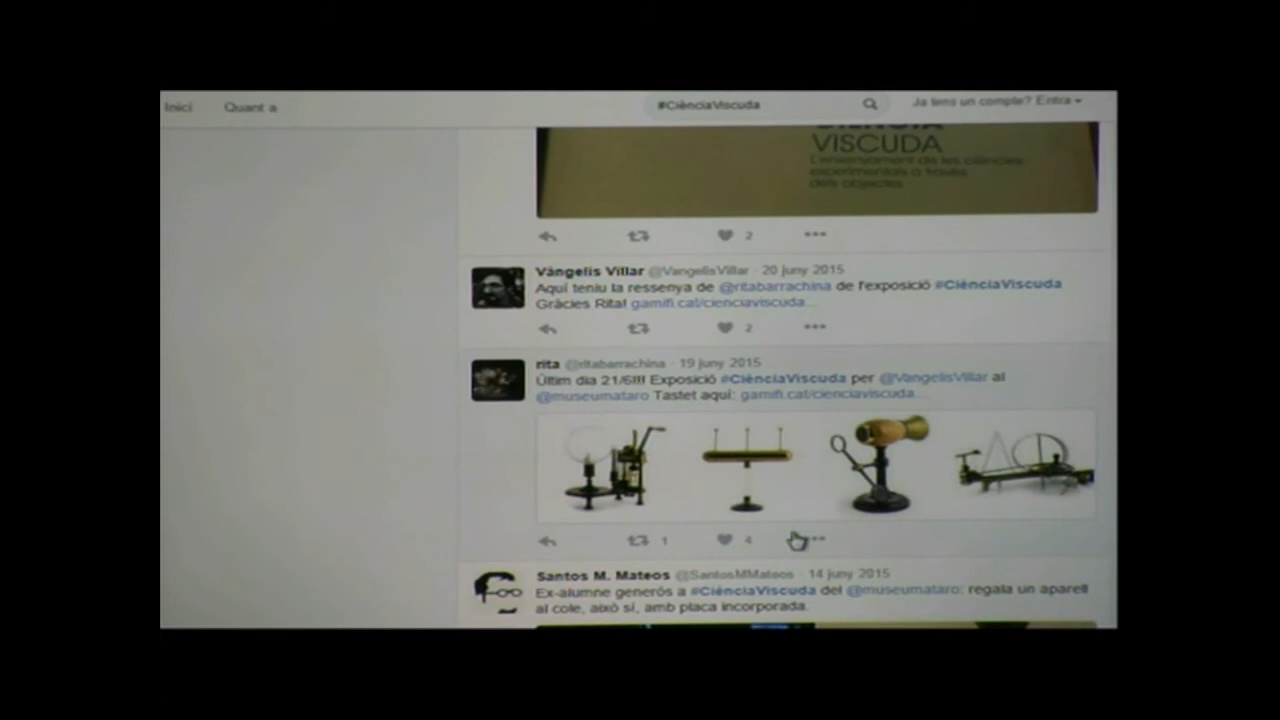 Inici Quant a #CiènciaViscuda Ja tens un compte? Entra
CIÈNCIA
VISCUDA
L'ensenyament de les ciències
experimentals a través
dels objectes
2
Vàngelis Villar @VangelisVillar · 20 juny 2015
Aquí teniu la ressenya de @ritabarrachina de l'exposició #CiènciaViscuda
Gràcies Rita! gamifi.cat/cienciaviscuda...
2
rita @ritabarrachina · 19 juny 2015
Últim dia 21/6!!! Exposició #CiènciaViscuda per @VangelisVillar al
@museumataro Tastet aquí: gamifi.cat/cienciaviscuda...
1 4
Santos M. Mateos @SantosMMateos · 14 juny 2015
Ex-alumne generós a #CiènciaViscuda del @museumataro: regala un aparell
al cole, això sí, amb placa incorporada.